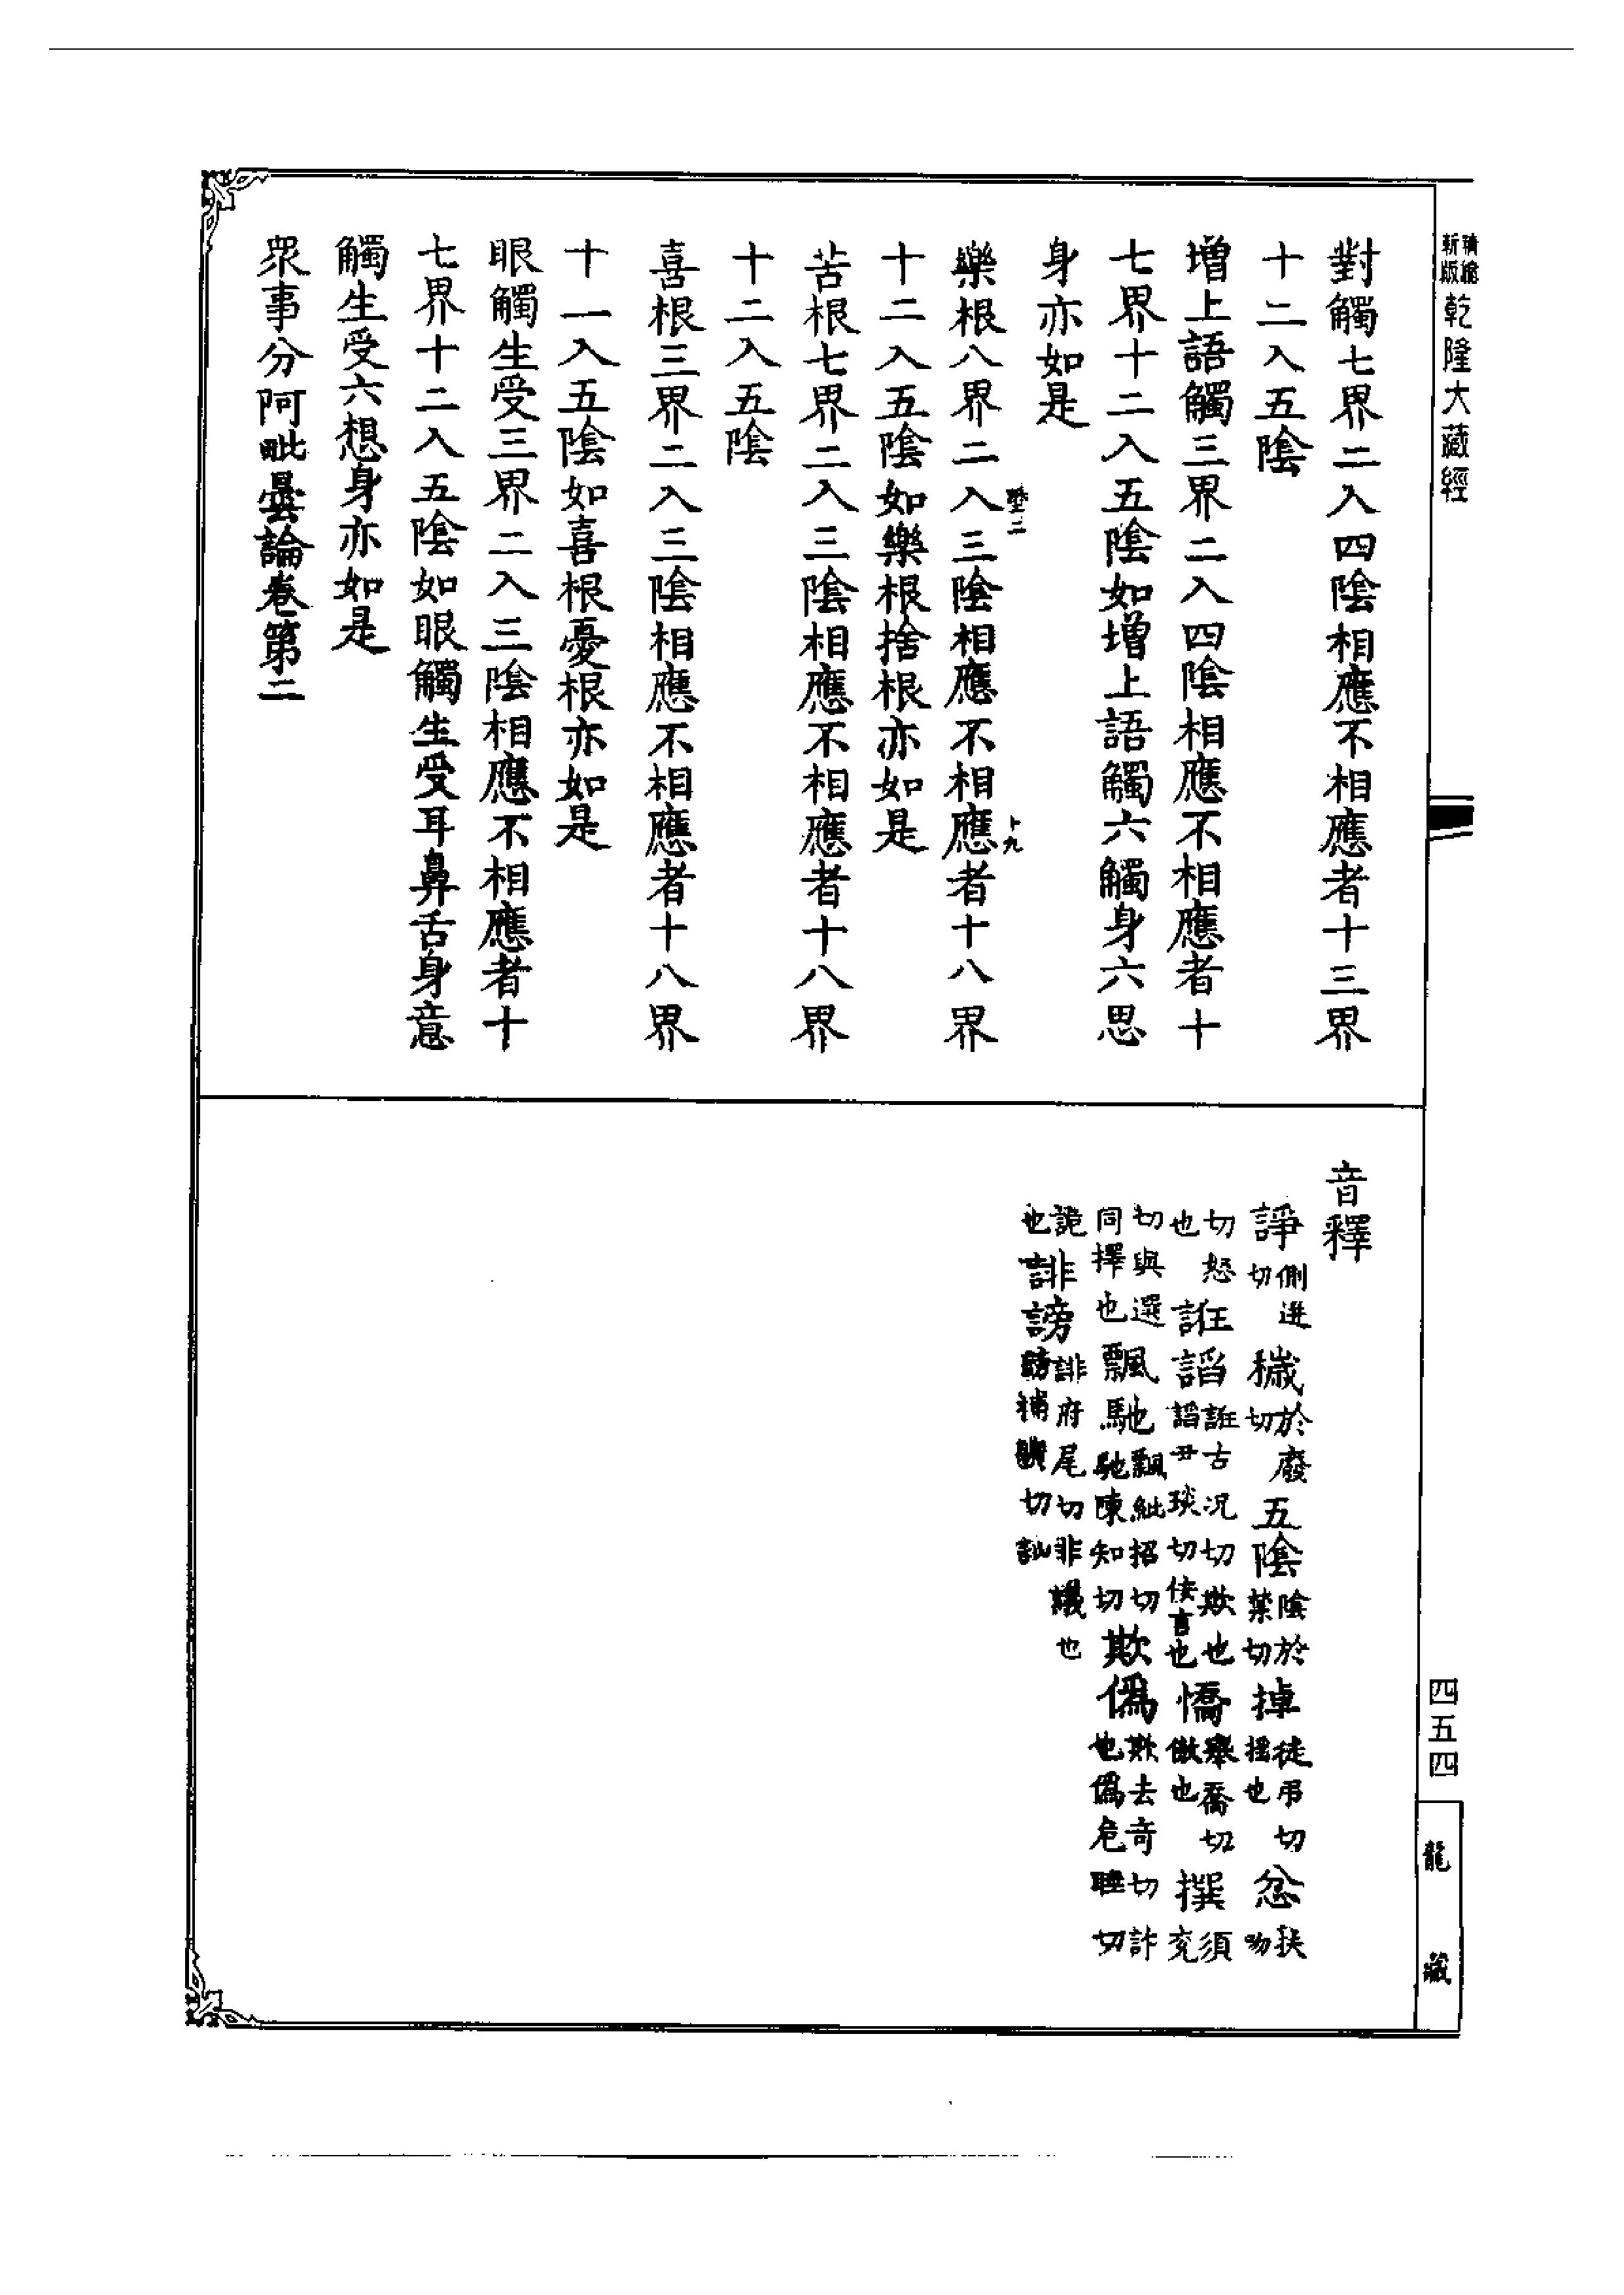 精繪新版乾隆大藏經
對觸七界二入四陰相應不相應者十三界
十二入五陰
增上語觸三界二入四陰相應不相應者十
七界十二入五陰如增上語觸六觸身六思
身亦如是
樂根八界二入三陰相應不相應者十八界
十二入五陰如樂根捨根亦如是
苦根七界二入三陰相應不相應者十八界
十二入五陰
喜根三界二入三陰相應不相應者十八界
十一入五陰如喜根憂根亦如是
眼觸生受三界二入三陰相應不相應者十
七界十二入五陰如眼觸生受耳鼻舌身意
觸生受六想身亦如是
眾事分阿毗曇論卷第二
音釋
諍側迸切 穢於廢切 五陰陰於禁切 掉徒弔切搖也 忿扶吻
切怒也 誑諂誑古况切欺也諂丑琰切佞言也 憍舉喬切傲也 撰須兖
切與選同擇也 飄馳飄紕招切風也馳陳知切 欺僞欺去奇切詐也僞危睡切
詭也 誹謗誹府尾切非議也謗補曠切訕
四五四
龍藏